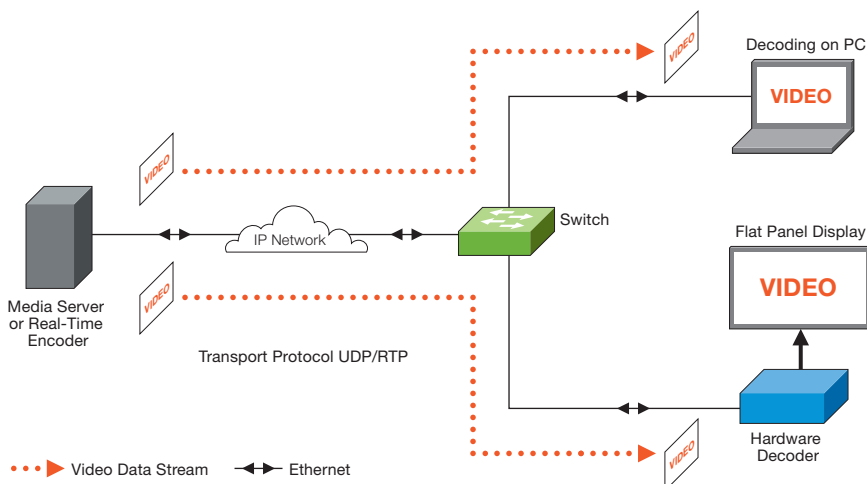 VIDEO
Decoding on PC
VIDEO
VIDEO
IP Network
Switch
Flat Panel Display
VIDEO
VIDEO
Media Server
or Real-Time
Encoder
Transport Protocol UDP/RTP
VIDEO
Hardware
Decoder
Video Data Stream
Ethernet